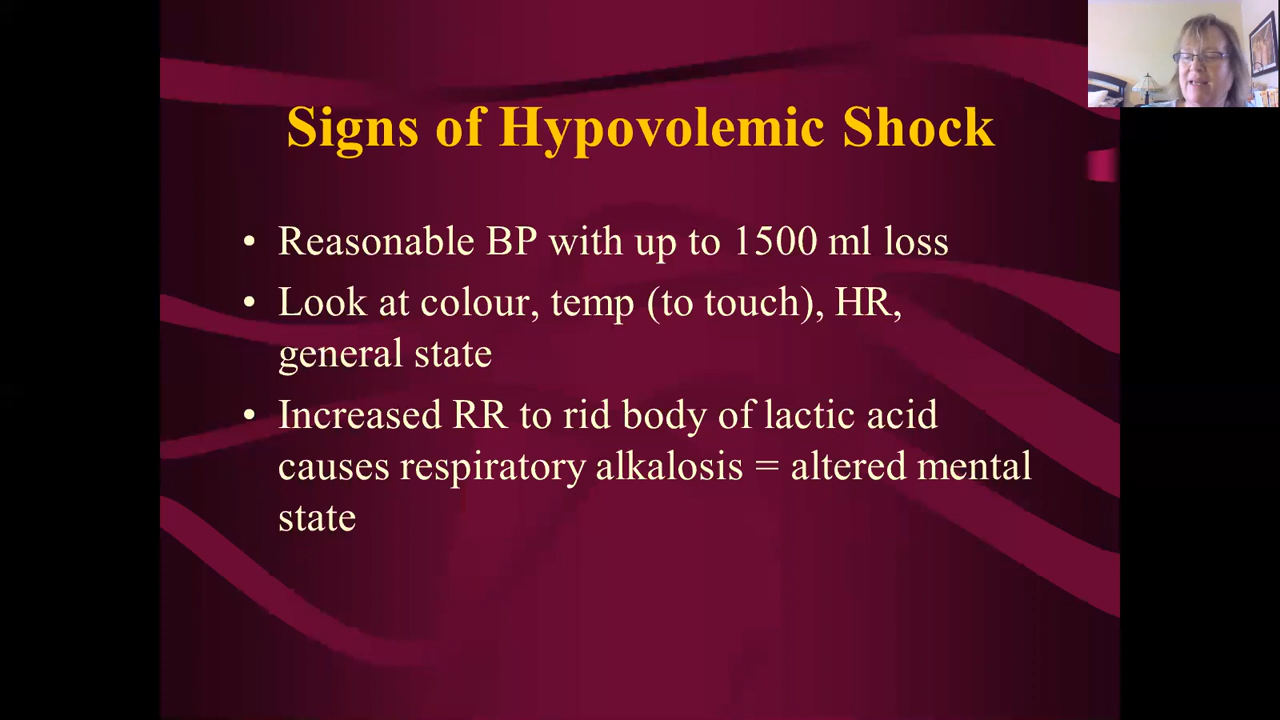 Signs of Hypovolemic Shock
• Reasonable BP with up to 1500 ml loss
• Look at colour, temp (to touch), HR,
general state
• Increased RR to rid body of lactic acid
causes respiratory alkalosis = altered mental
state